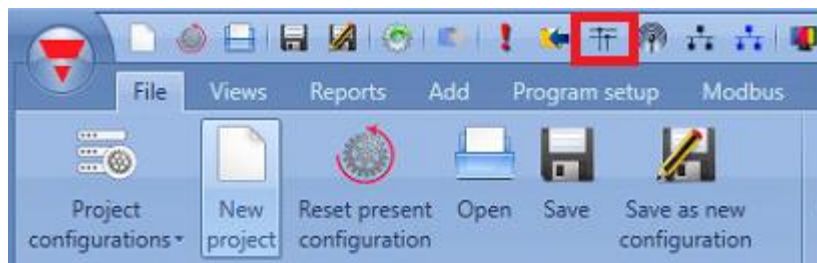 File Views Reports Add Program setup Modbus
Project configurations
New project
Reset present configuration
Open
Save
Save as new configuration